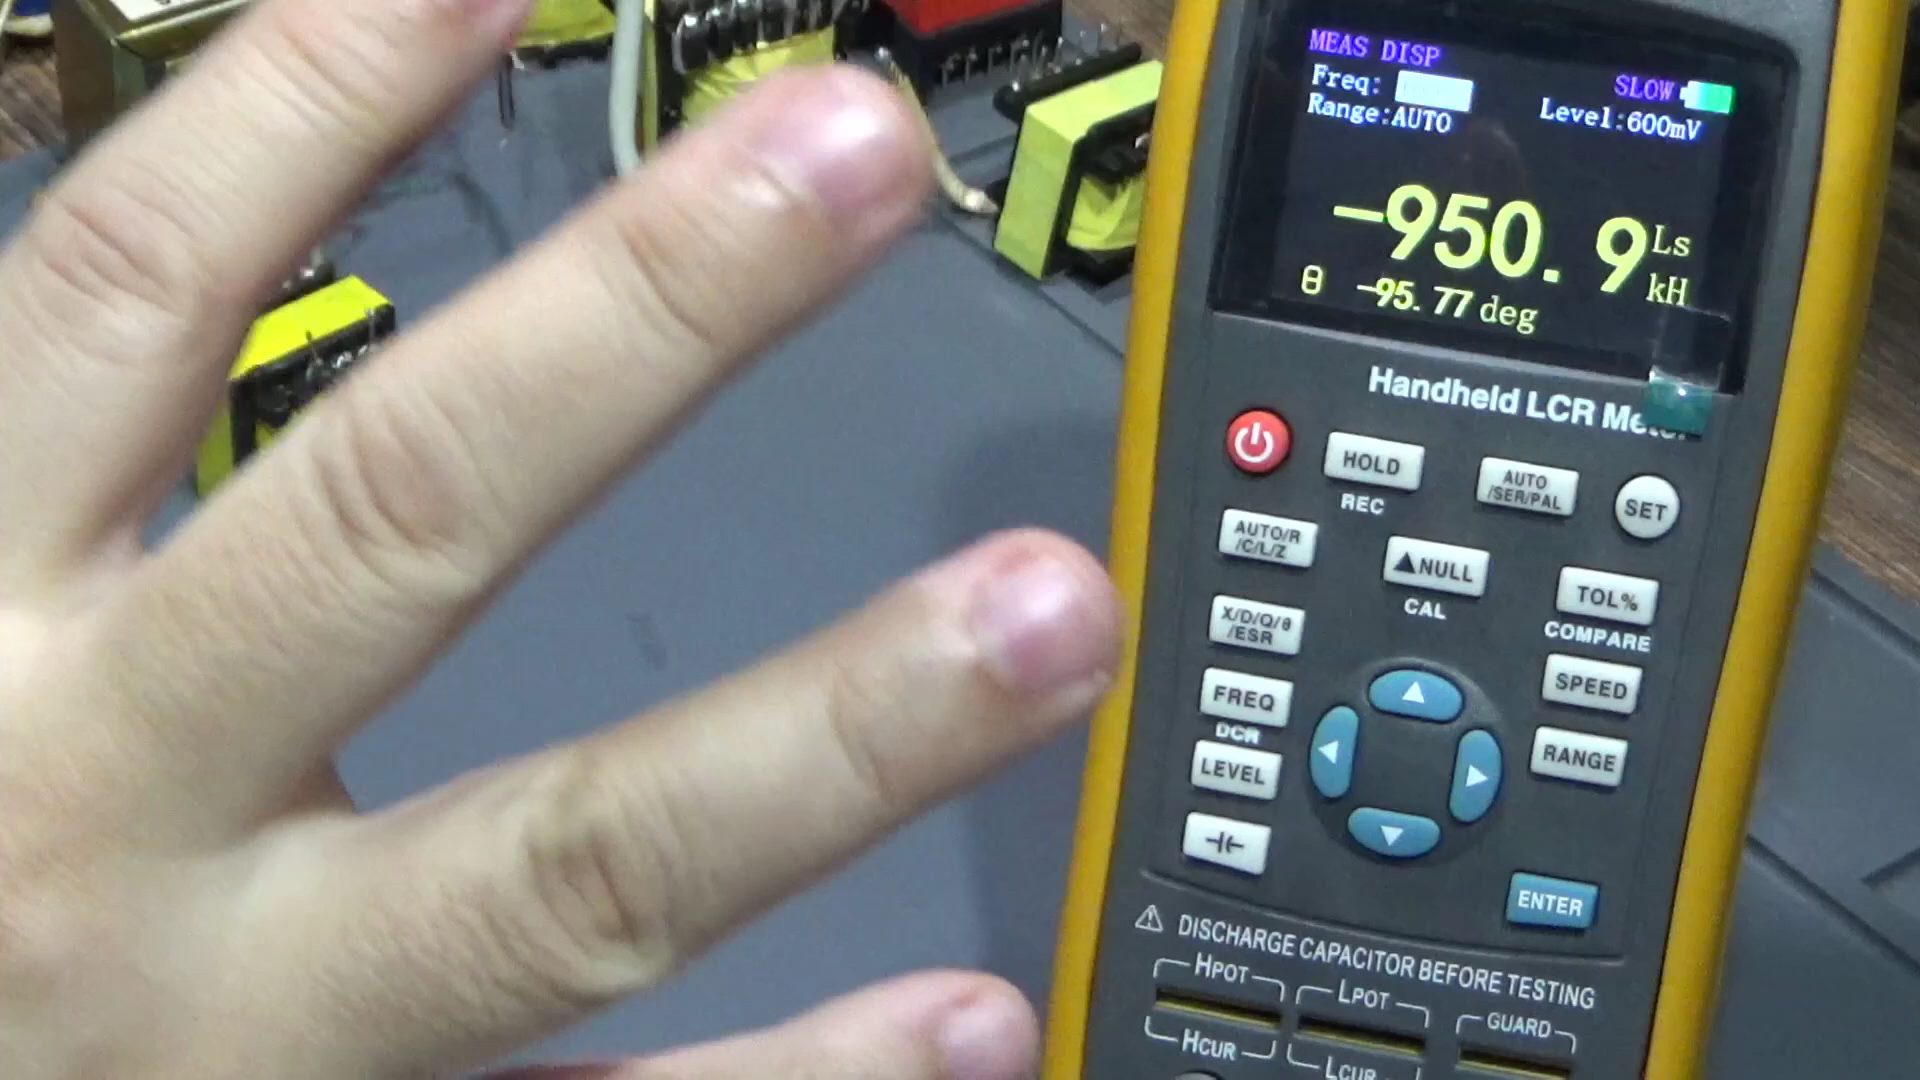 MEAS DISP
Freq:
SLOW
Range:AUTO
Level:600mV
-950.9
Ls
kH
θ -95.77 deg
Handheld LCR
HOLD
REC
AUTO
/SER/PAL
SET
AUTO/R
/C/L/Z
▲NULL
CAL
TOL%
COMPARE
X/D/Q/θ
/ESR
FREQ
DCR
SPEED
LEVEL
RANGE
ENTER
DISCHARGE CAPACITOR BEFORE TESTING
HPOT
LPOT
GUARD
HCUR
LCUR